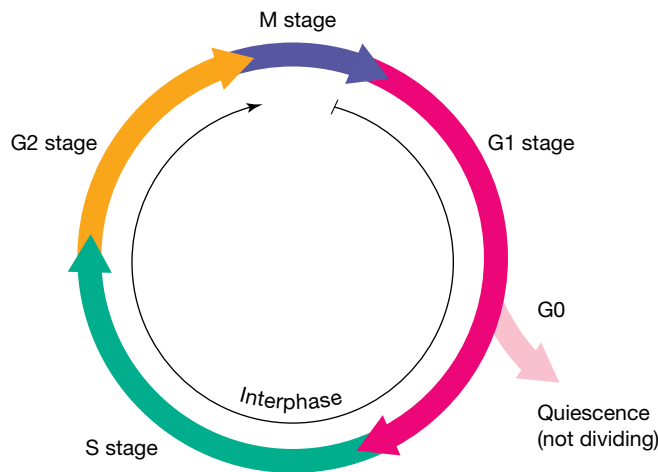 M stage
G2 stage
G1 stage
G0
Interphase
Quiescence
(not dividing)
S stage